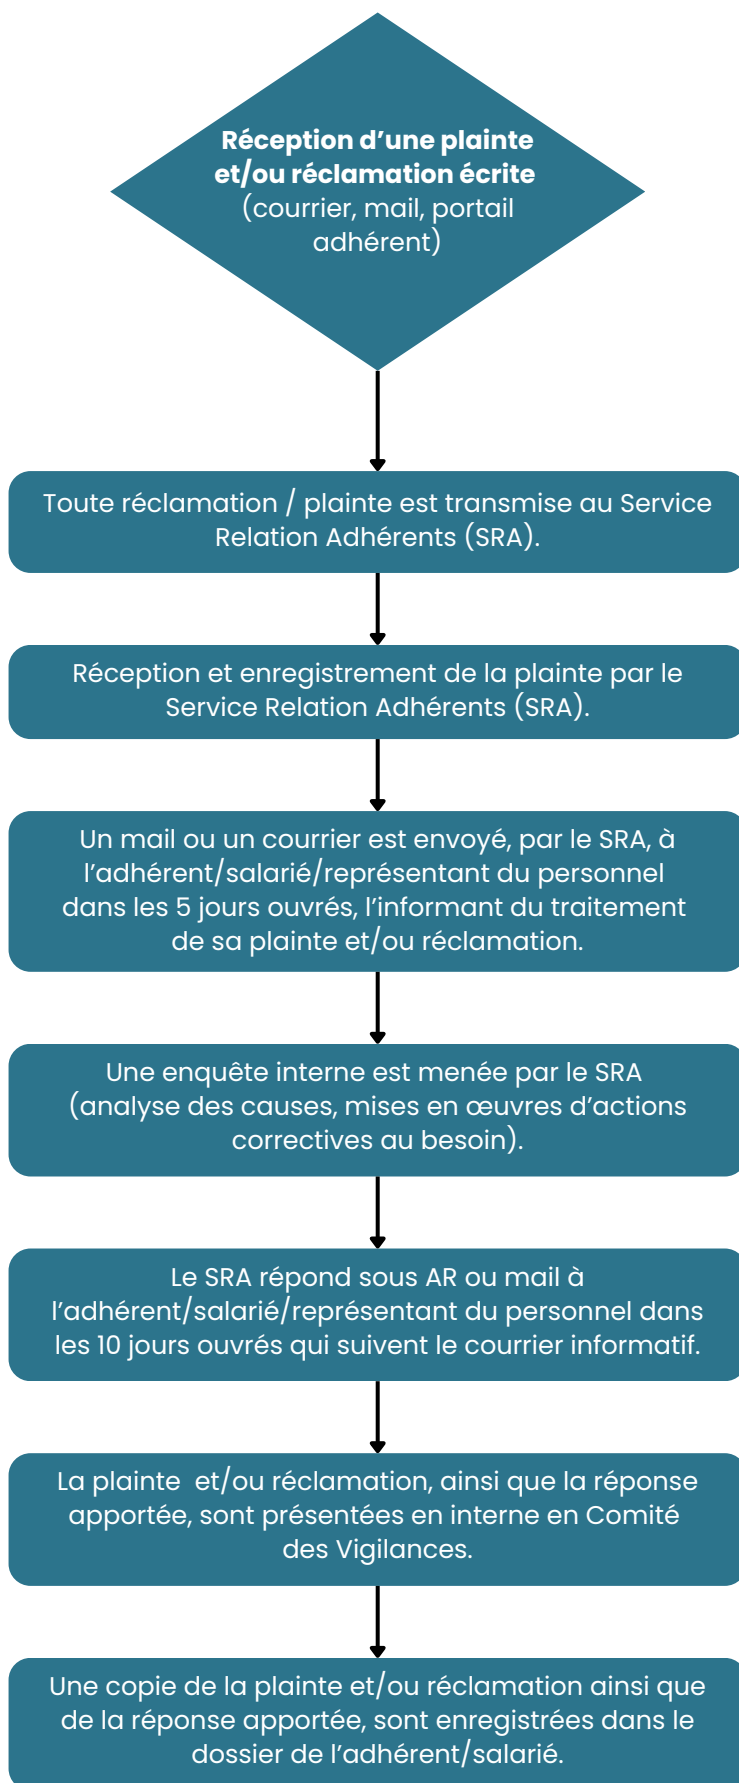 Réception d’une plainte
et/ou réclamation écrite
(courrier, mail, portail
adhérent)
Toute réclamation / plainte est transmise au Service
Relation Adhérents (SRA).
Réception et enregistrement de la plainte par le
Service Relation Adhérents (SRA).
Un mail ou un courrier est envoyé, par le SRA, à
l’adhérent/salarié/représentant du personnel
dans les 5 jours ouvrés, l’informant du traitement
de sa plainte et/ou réclamation.
Une enquête interne est menée par le SRA
(analyse des causes, mises en œuvres d’actions
correctives au besoin).
Le SRA répond sous AR ou mail à
l’adhérent/salarié/représentant du personnel dans
les 10 jours ouvrés qui suivent le courrier informatif.
La plainte  et/ou réclamation, ainsi que la réponse
apportée, sont présentées en interne en Comité
des Vigilances.
Une copie de la plainte et/ou réclamation ainsi que
de la réponse apportée, sont enregistrées dans le
dossier de l’adhérent/salarié.